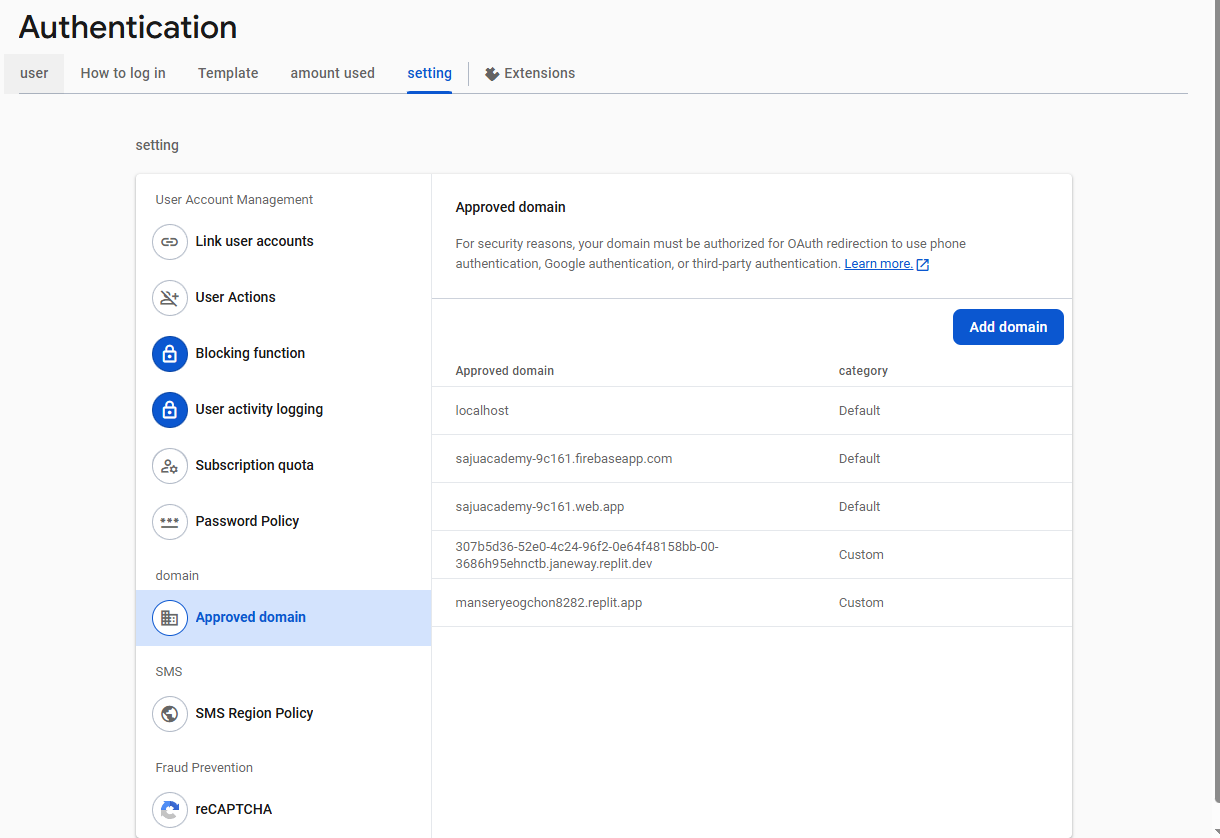 Authentication
user
How to log in
Template
amount used
setting
Extensions
setting
User Account Management
Link user accounts
User Actions
Blocking function
User activity logging
Subscription quota
Password Policy
domain
Approved domain
SMS
SMS Region Policy
Fraud Prevention
reCAPTCHA
Approved domain
For security reasons, your domain must be authorized for OAuth redirection to use phone
authentication, Google authentication, or third-party authentication. Learn more.
Add domain
Approved domain
category
localhost
Default
sajuacademy-9c161.firebaseapp.com
Default
sajuacademy-9c161.web.app
Default
307b5d36-52e0-4c24-96f2-0e64f48158bb-00-
3686h95ehnctb.janeway.replit.dev
Custom
manseryeogchon8282.replit.app
Custom